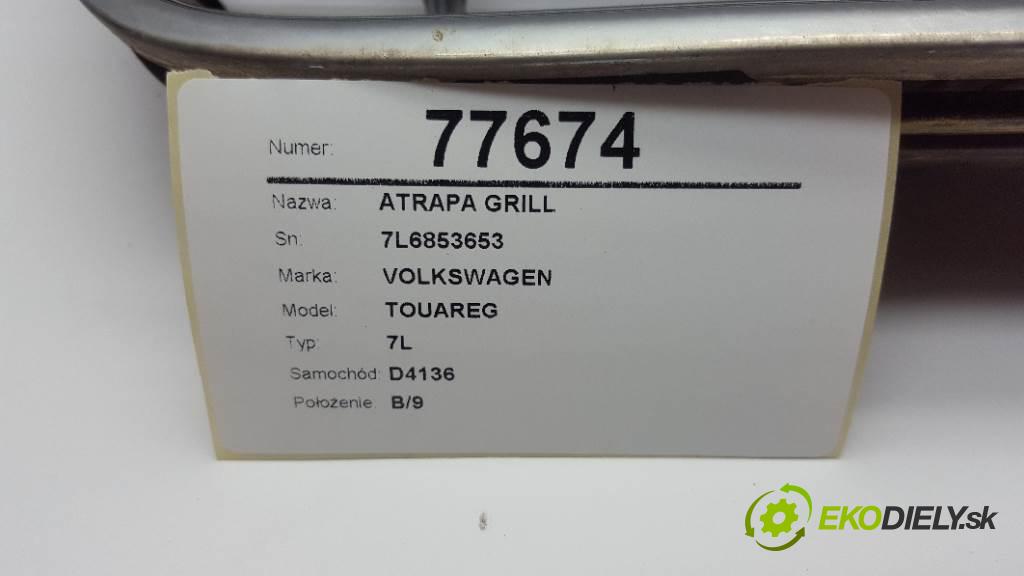 Numer: 77674
Nazwa: ATRAPA GRILL
Sn: 7L6853653
Marka: VOLKSWAGEN
Model: TOUAREG
Typ: 7L
Samochód: D4136
Położenie: B/9
EKODIELY.sk